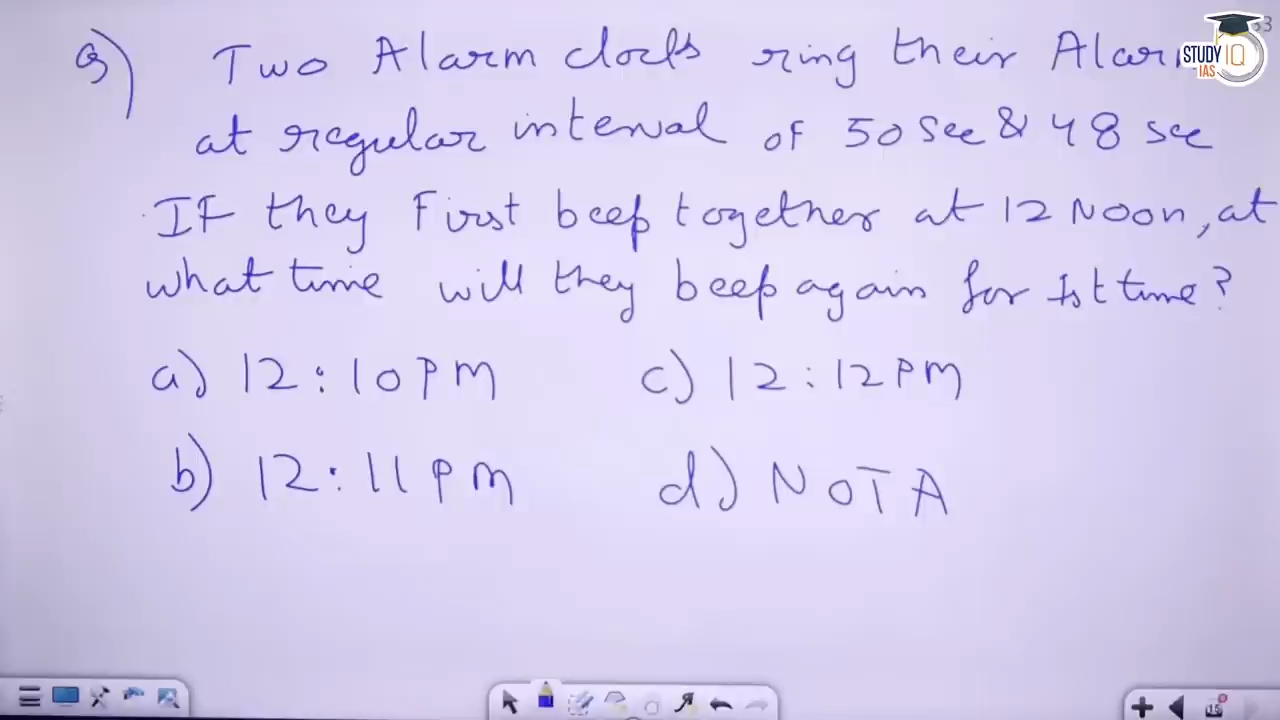 Q) Two Alarm clocks ring their Alarm
at regular interval of 50 sec & 48 sec
IF they First beep together at 12 Noon, at
what time will they beep again for 1st time?
a) 12:10 PM c) 12:12 PM
b) 12:11 PM d) NOTA
STUDY IQ
IAS